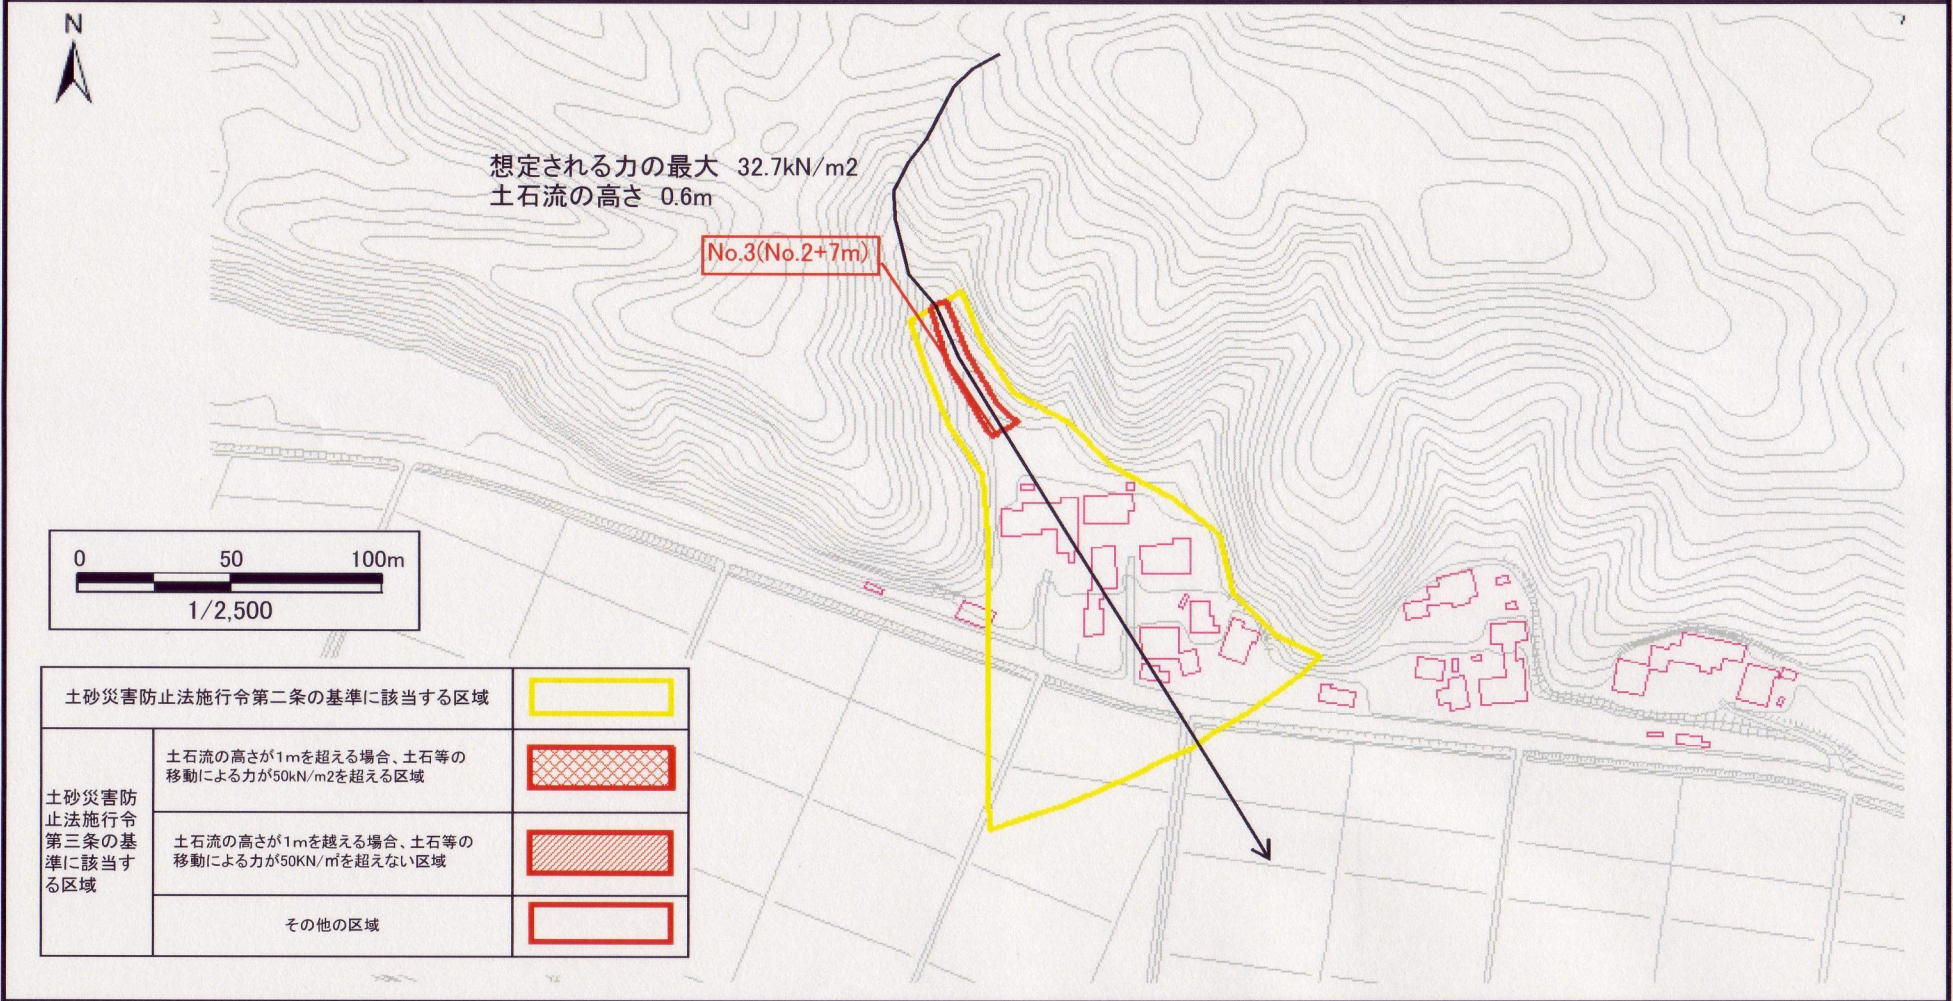 N
想定される力の最大 32.7kN/m2
土石流の高さ 0.6m
No.3(No.2+7m)
0 50 100m
1/2,500
土砂災害防止法施行令第二条の基準に該当する区域
土砂災害防
止法施行令
第三条の基
準に該当す
る区域
土石流の高さが1mを超える場合、土石等の
移動による力が50kN/m2を超える区域
土石流の高さが1mを越える場合、土石等の
移動による力が50KN/㎡を超えない区域
その他の区域